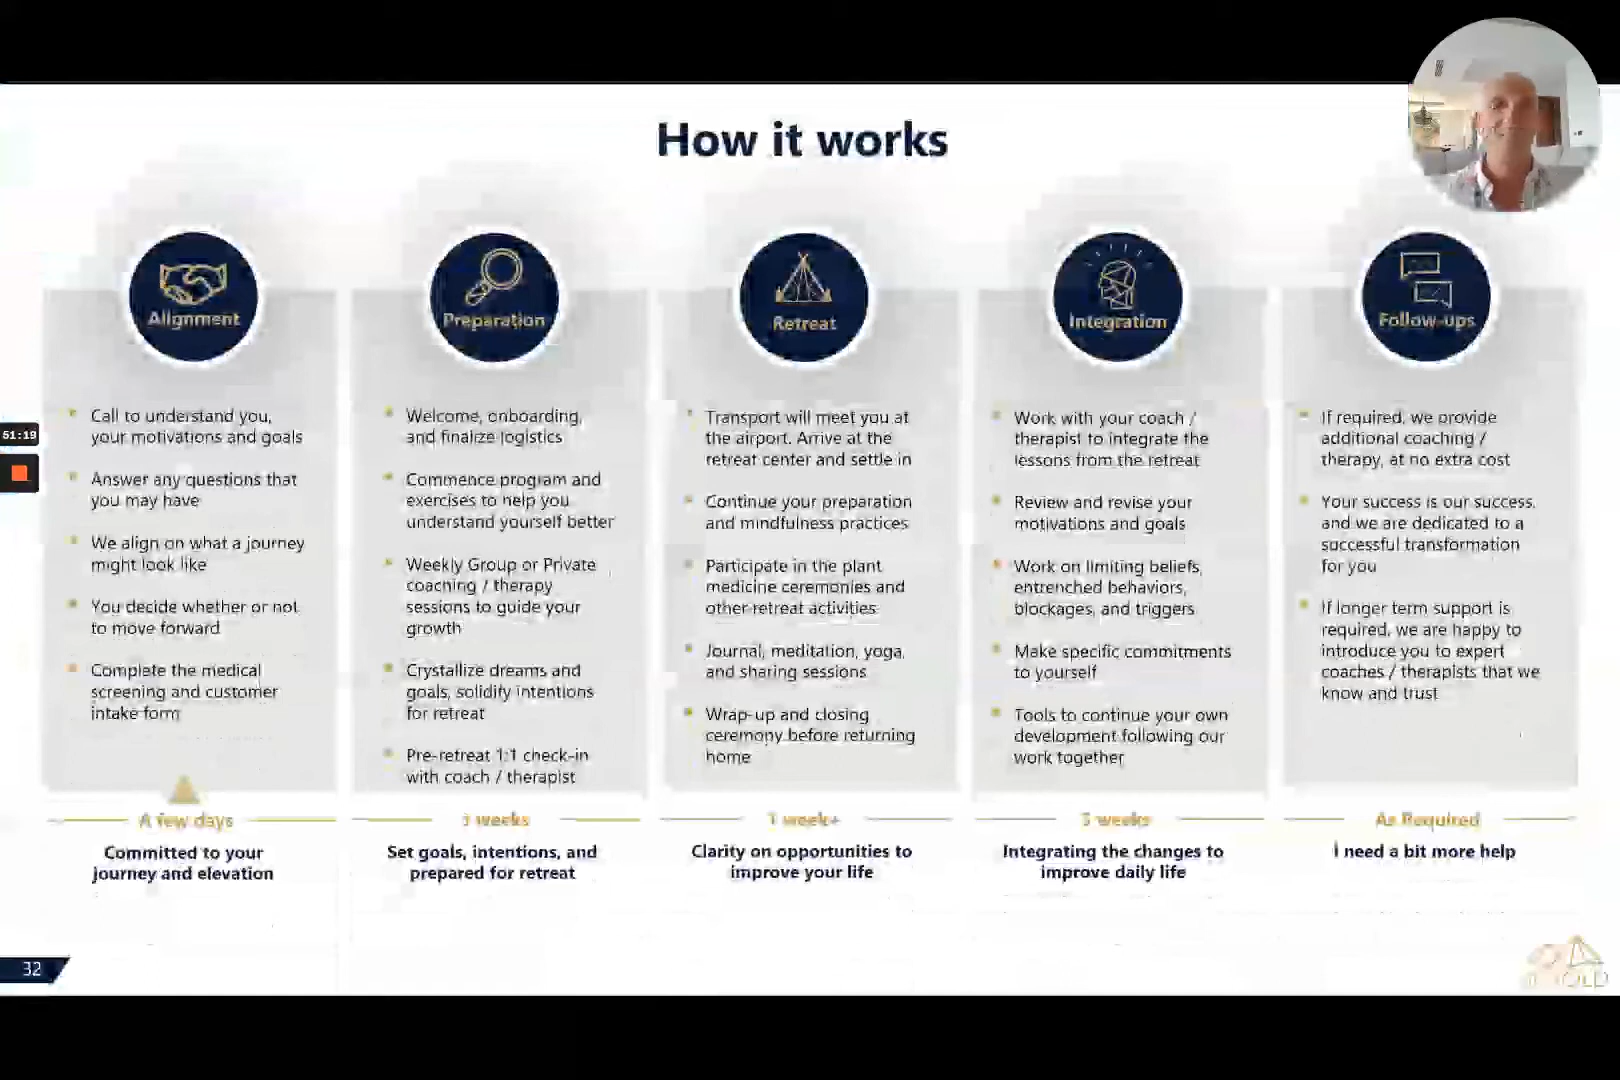 How it works
Alignment
Call to understand you,
your motivations and goals
Answer any questions that
you may have
We align on what a journey
might look like
You decide whether or not
to move forward
Complete the medical
screening and customer
intake form
A few days
Committed to your
journey and elevation
Preparation
Welcome, onboarding,
and finalize logistics
Commence program and
exercises to help you
understand yourself better
Weekly Group or Private
coaching / therapy
sessions to guide your
growth
Crystallize dreams and
goals, solidify intentions
for retreat
Pre-retreat 1:1 check-in
with coach / therapist
weeks
Set goals, intentions, and
prepared for retreat
Retreat
Transport will meet you at
the airport. Arrive at the
retreat center and settle in
Continue your preparation
and mindfulness practices
Participate in the plant
medicine ceremonies and
other retreat activities
Journal, meditation, yoga,
and sharing sessions
Wrap-up and closing
ceremony before returning
home
1 week+
Clarity on opportunities to
improve your life
Integration
Work with your coach /
therapist to integrate the
lessons from the retreat
Review and revise your
motivations and goals
Work on limiting beliefs,
entrenched behaviors,
blockages, and triggers
Make specific commitments
to yourself
Tools to continue your own
development following our
work together
weeks
Integrating the changes to
improve daily life
Follow-ups
If required, we provide
additional coaching /
therapy, at no extra cost
Your success is our success,
and we are dedicated to a
successful transformation
for you
If longer term support is
required, we are happy to
introduce you to expert
coaches / therapists that we
know and trust
As Required
I need a bit more help
51:19
32